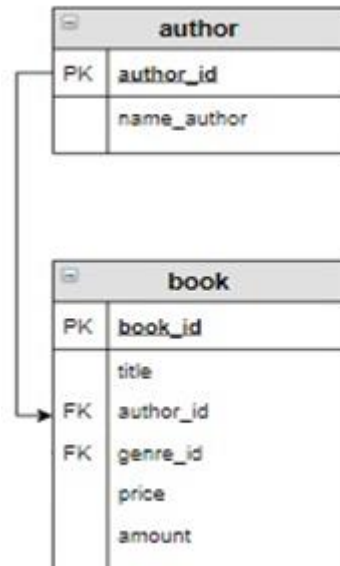 author
PK author_id
name_author
book
PK book_id
title
FK author_id
FK genre_id
price
amount